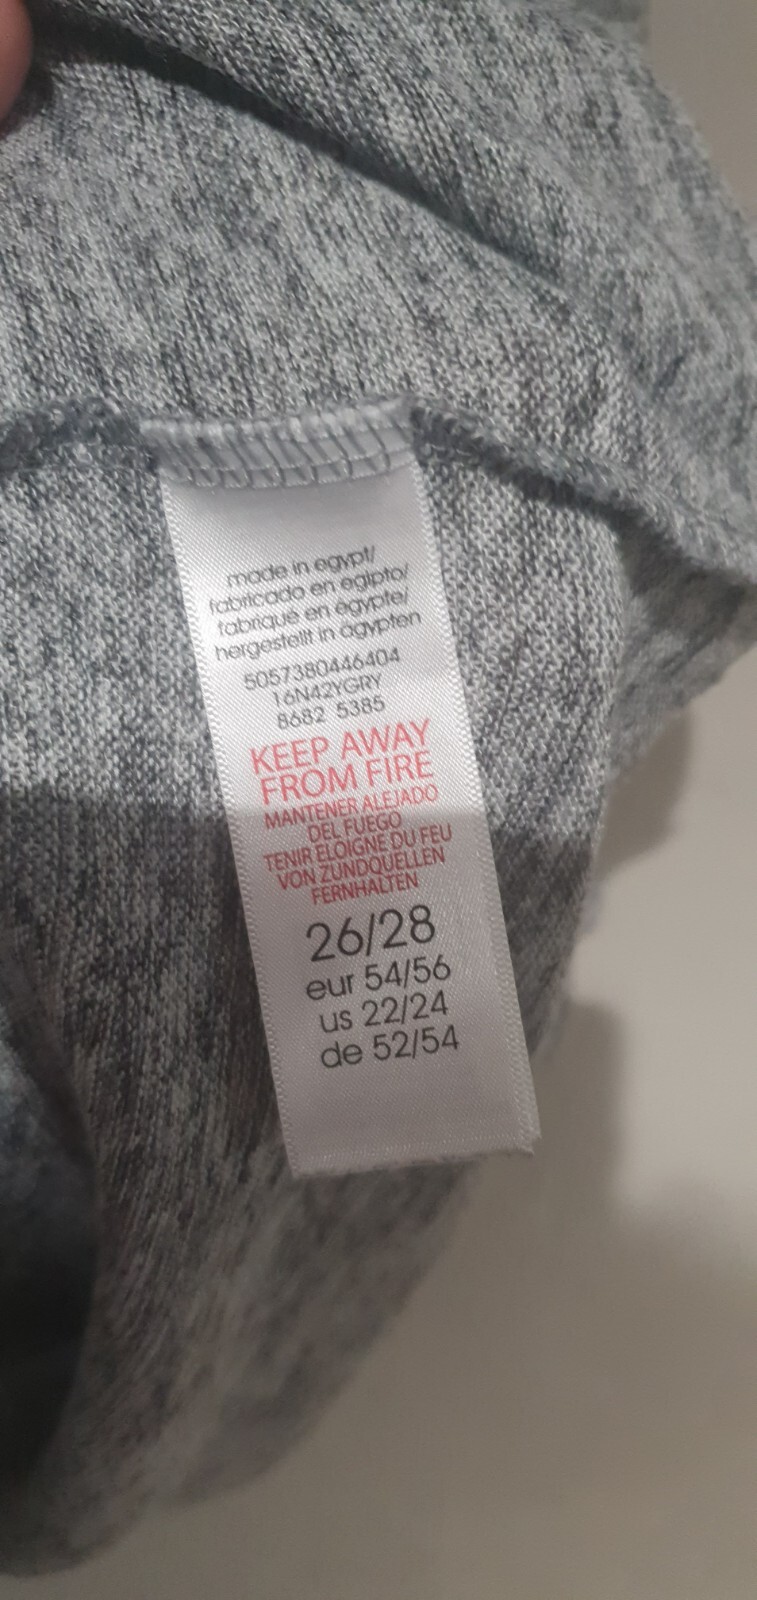 made in egypt/
fabricado en egipto/
fabriqué en egypte/
hergestellt in ägypten
5057380446404
16N42YGRY
8682 5385
KEEP AWAY
FROM FIRE
MANTENER ALEJADO
DEL FUEGO
TENIR ELOIGNE DU FEU
VON ZUNDQUELLEN
FERNHALTEN
26/28
eur 54/56
us 22/24
de 52/54